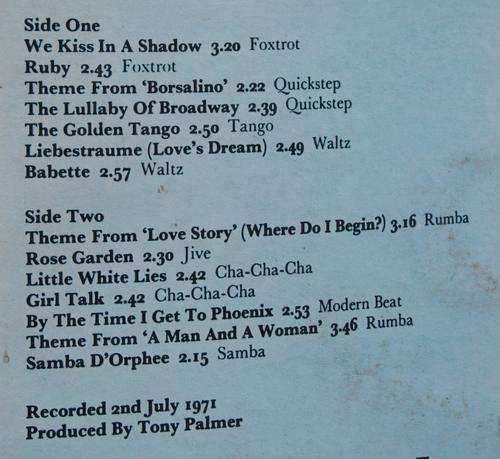 Side One
We Kiss In A Shadow 3.20 Foxtrot
Ruby 2.43 Foxtrot
Theme From ‘Borsalino’ 2.22 Quickstep
The Lullaby Of Broadway 2.39 Quickstep
The Golden Tango 2.50 Tango
Liebestraume (Love's Dream) 2.49 Waltz
Babette 2.57 Waltz
Side Two
Theme From ‘Love Story’ (Where Do I Begin?) 3.16 Rumba
Rose Garden 2.30 Jive
Little White Lies 2.42 Cha-Cha-Cha
Girl Talk 2.42 Cha-Cha-Cha
By The Time I Get To Phoenix 2.53 Modern Beat
Theme From ‘A Man And A Woman’ 3.46 Rumba
Samba D'Orphee 2.15 Samba
Recorded 2nd July 1971
Produced By Tony Palmer